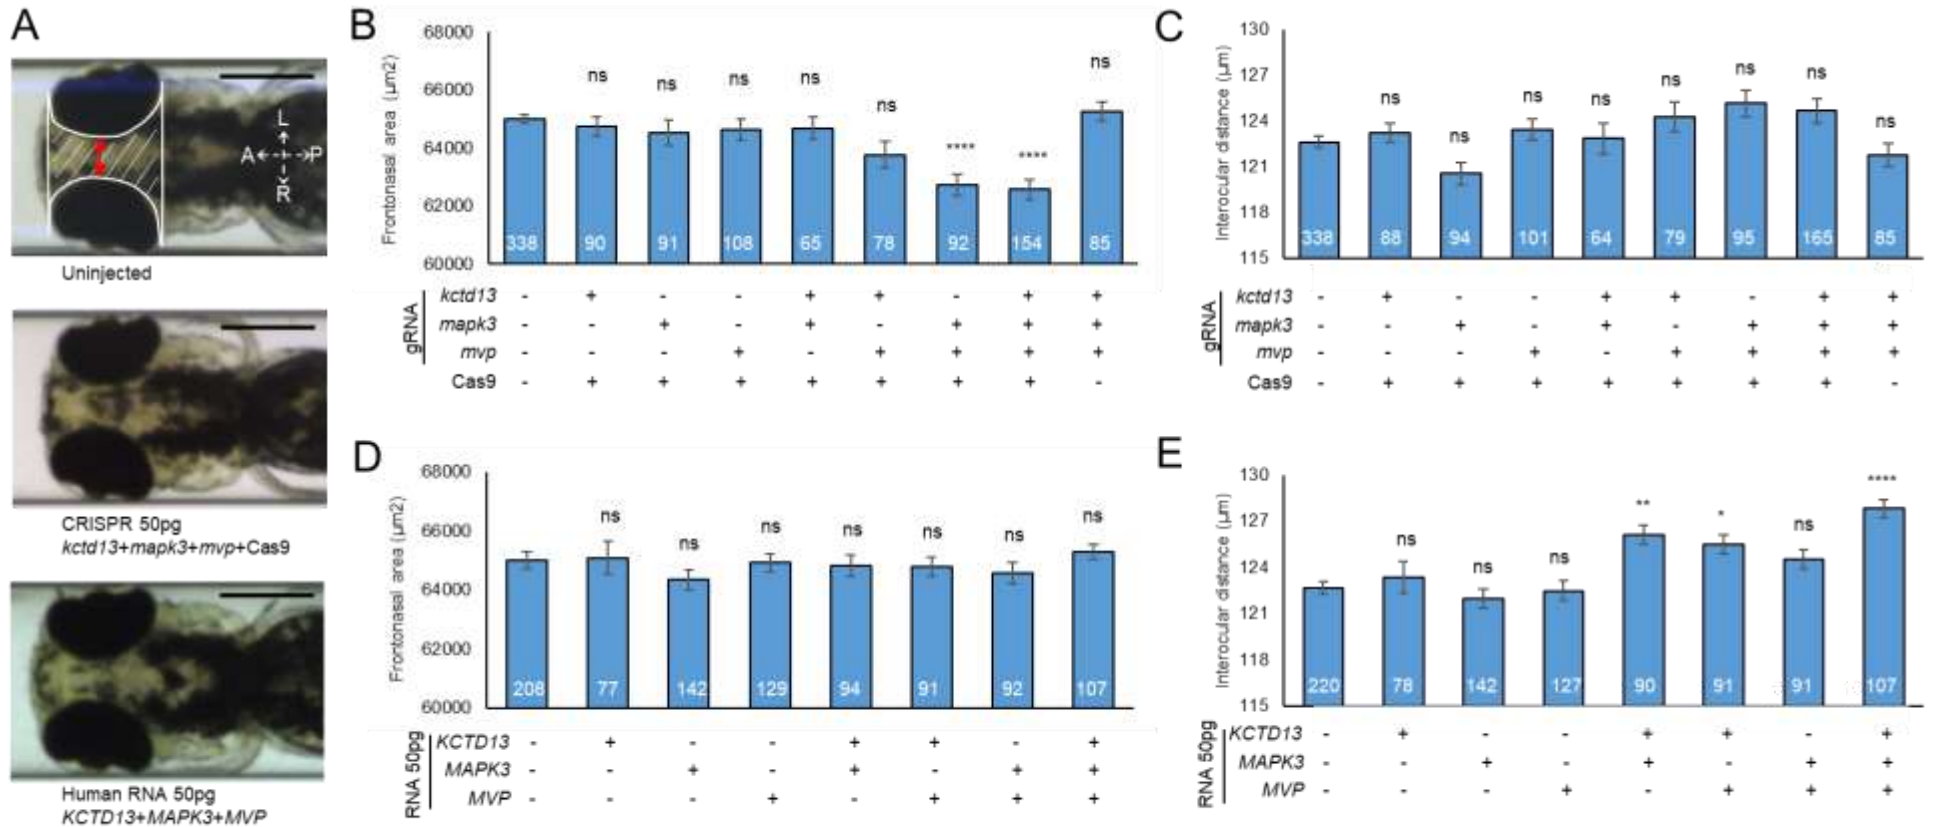 A
L
A P
R
Uninjected
CRISPR 50pg
kctd13+mapk3+mvp+Cas9
Human RNA 50pg
KCTD13+MAPK3+MVP
B
Frontonasal area (µm2)
68000
66000
64000
62000
60000
ns ns ns ns ns **** **** ns
338 90 91 108 65 78 92 154 85
gRNA
kctd13 - + - - + + - + +
mapk3 - - + - + - + + +
mvp - - - + - + + + +
Cas9 - + + + + + + + -
C
Interocular distance (µm)
130
127
124
121
118
115
ns ns ns ns ns ns ns ns
338 88 94 101 64 79 95 165 85
gRNA
kctd13 - + - - + + - + +
mapk3 - - + - + - + + +
mvp - - - + - + + + +
Cas9 - + + + + + + + -
D
Frontonasal area (µm2)
68000
66000
64000
62000
60000
ns ns ns ns ns ns ns
208 77 142 129 94 91 92 107
RNA 50pg
KCTD13 - + - - + + - +
MAPK3 - - + - + - + +
MVP - - - + - + + +
E
Interocular distance (µm)
130
127
124
121
118
115
ns ns ns ** * ns ****
220 78 142 127 90 91 91 107
RNA 50pg
KCTD13 - + - - + + - +
MAPK3 - - + - + - + +
MVP - - - + - + + +